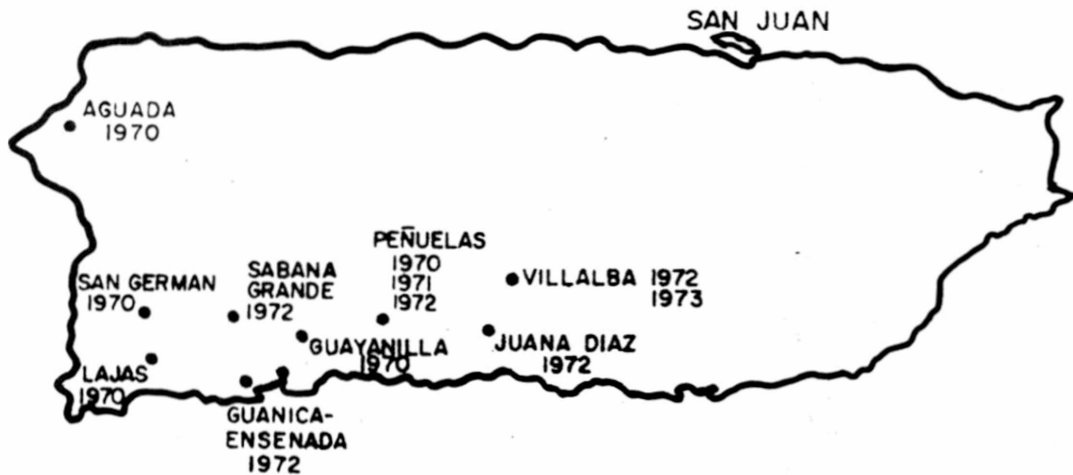 SAN JUAN
AGUADA
1970
PEÑUELAS
1970
1971
1972
SAN GERMAN
1970
SABANA
GRANDE
1972
VILLALBA 1972
1973
GUAYANILLA
1970
JUANA DIAZ
1972
LAJAS
1970
GUANICA-
ENSENADA
1972